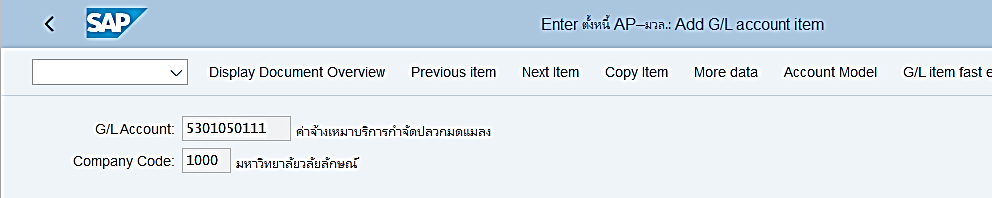 SAP Enter ตั้งหนี้ AP–มวล.: Add G/L account item
Display Document Overview Previous item Next Item Copy Item More data Account Model G/L item fast e
G/L Account: 5301050111 ค่าจ้างเหมาบริการกำจัดปลวกมดแมลง
Company Code: 1000 มหาวิทยาลัยวลัยลักษณ์